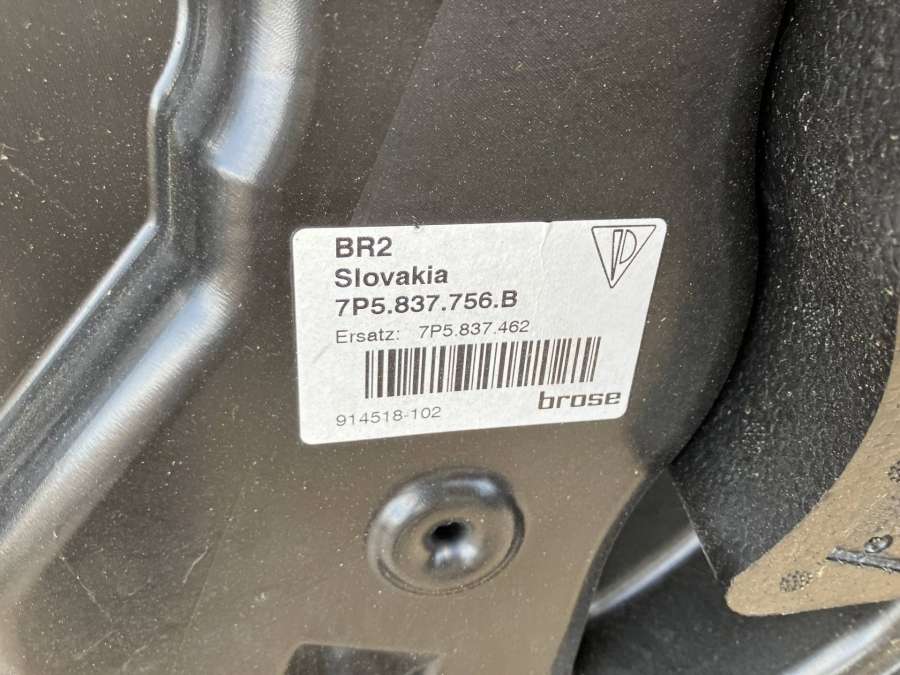 BR2
Slovakia
7P5.837.756.B
Ersatz: 7P5.837.462
914518-102
brose